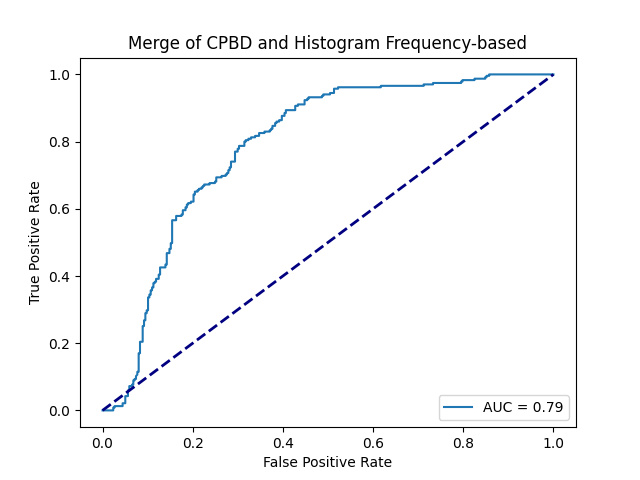 Merge of CPBD and Histogram Frequency-based
1.0
0.8
0.6
0.4
0.2
0.0
True Positive Rate
AUC = 0.79
0.0 0.2 0.4 0.6 0.8 1.0
False Positive Rate